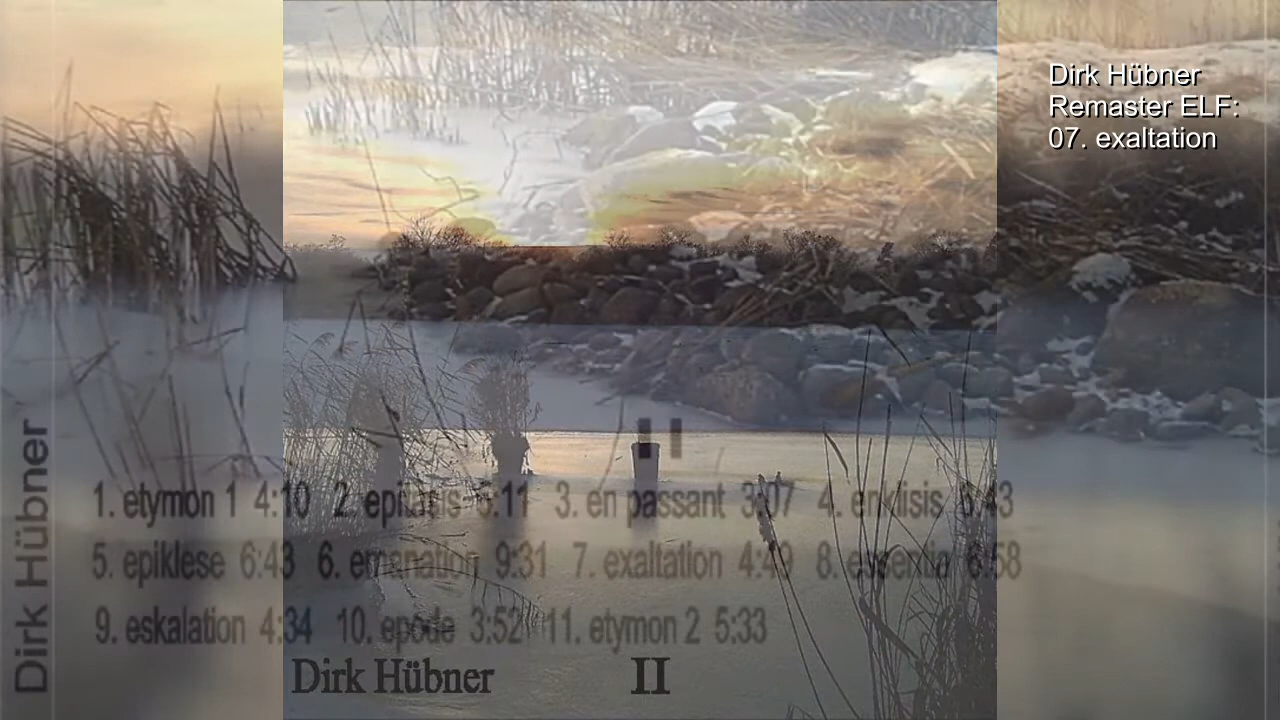 Dirk Hübner
Remaster ELF:
07. exaltation
Dirk Hübner
II
1. etymon 1 4:10 2. epitasis 5:11 3. en passant 3:07 4. enklisis 5:43
5. epiklese 6:43 6. emanation 9:31 7. exaltation 4:49 8. essentia 6:58
9. eskalation 4:34 10. epode 3:52 11. etymon 2 5:33
Dirk Hübner II